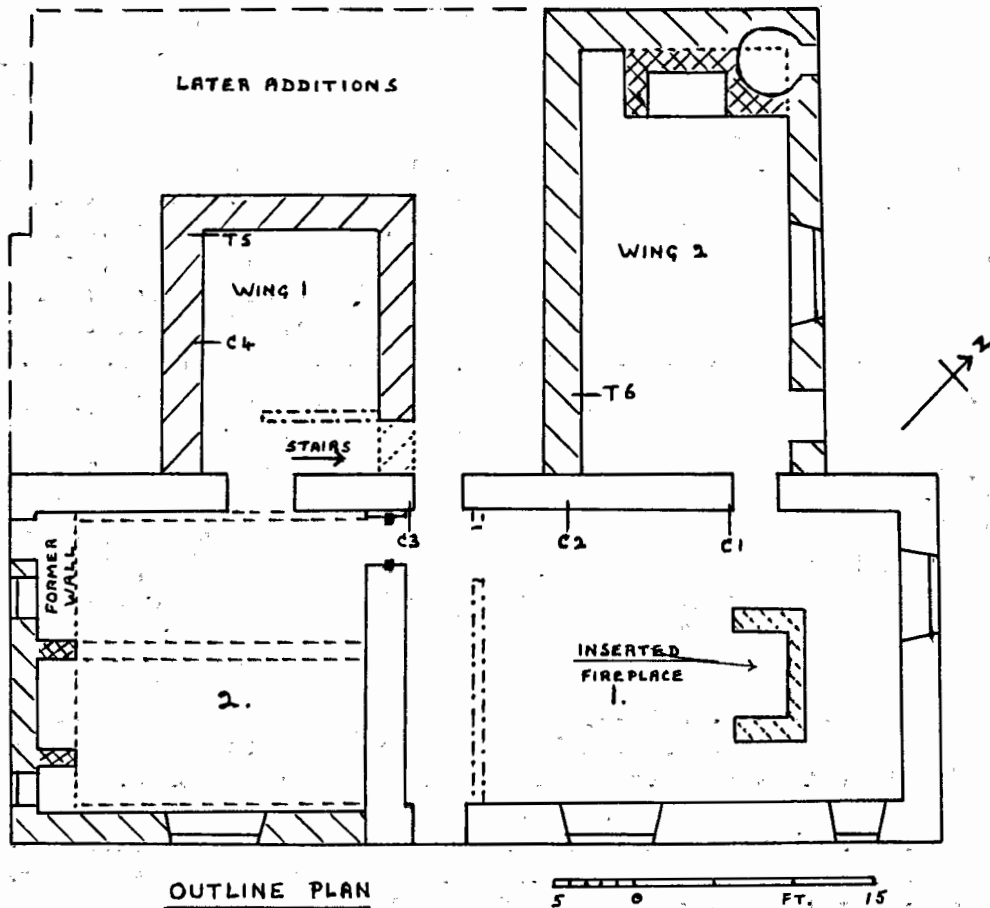 LATER ADDITIONS
T5
WING 1
WING 2
C4
T6
N
STAIRS
C3
C2
C1
FORMER
WALL
INSERTED
FIREPLACE
1.
2.
OUTLINE PLAN
5 0 FT. 15